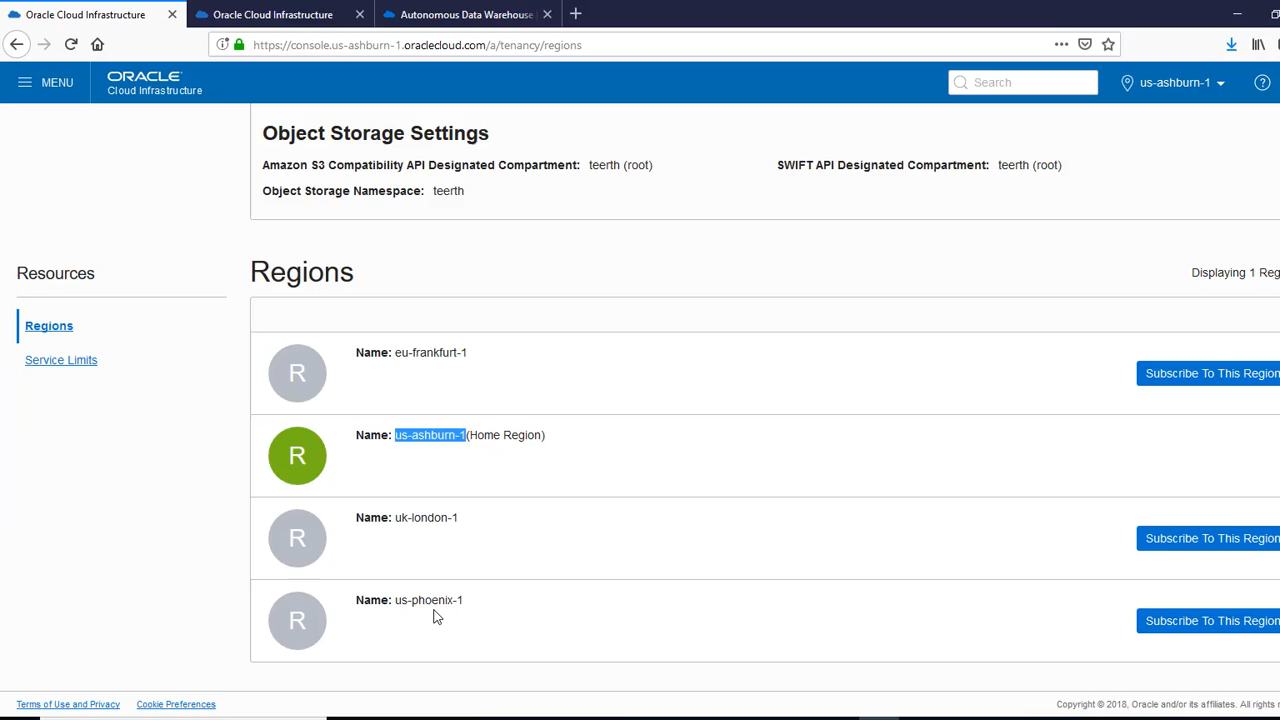 Oracle Cloud Infrastructure
Oracle Cloud Infrastructure
Autonomous Data Warehouse
https://console.us-ashburn-1.oraclecloud.com/a/tenancy/regions
MENU
ORACLE
Cloud Infrastructure
Search
us-ashburn-1
?
Object Storage Settings
Amazon S3 Compatibility API Designated Compartment: teerth (root)
SWIFT API Designated Compartment: teerth (root)
Object Storage Namespace: teerth
Resources
Regions
Service Limits
Regions
Displaying 1 Reg
R
Name: eu-frankfurt-1
Subscribe To This Region
R
Name: us-ashburn-1(Home Region)
R
Name: uk-london-1
Subscribe To This Region
R
Name: us-phoenix-1
Subscribe To This Region
Terms of Use and Privacy
Cookie Preferences
Copyright © 2018, Oracle and/or its affiliates. All rights